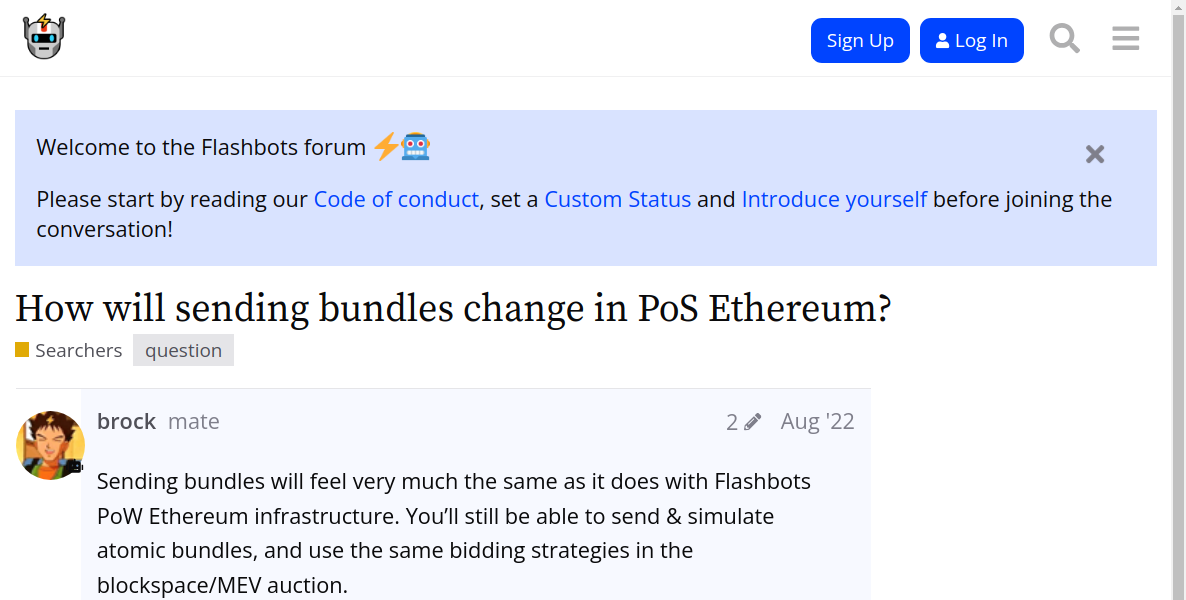 Sign Up
Log In
Welcome to the Flashbots forum
Please start by reading our Code of conduct, set a Custom Status and Introduce yourself before joining the
conversation!
How will sending bundles change in PoS Ethereum?
Searchers question
brock mate 2 Aug '22
Sending bundles will feel very much the same as it does with Flashbots
PoW Ethereum infrastructure. You’ll still be able to send & simulate
atomic bundles, and use the same bidding strategies in the
blockspace/MEV auction.